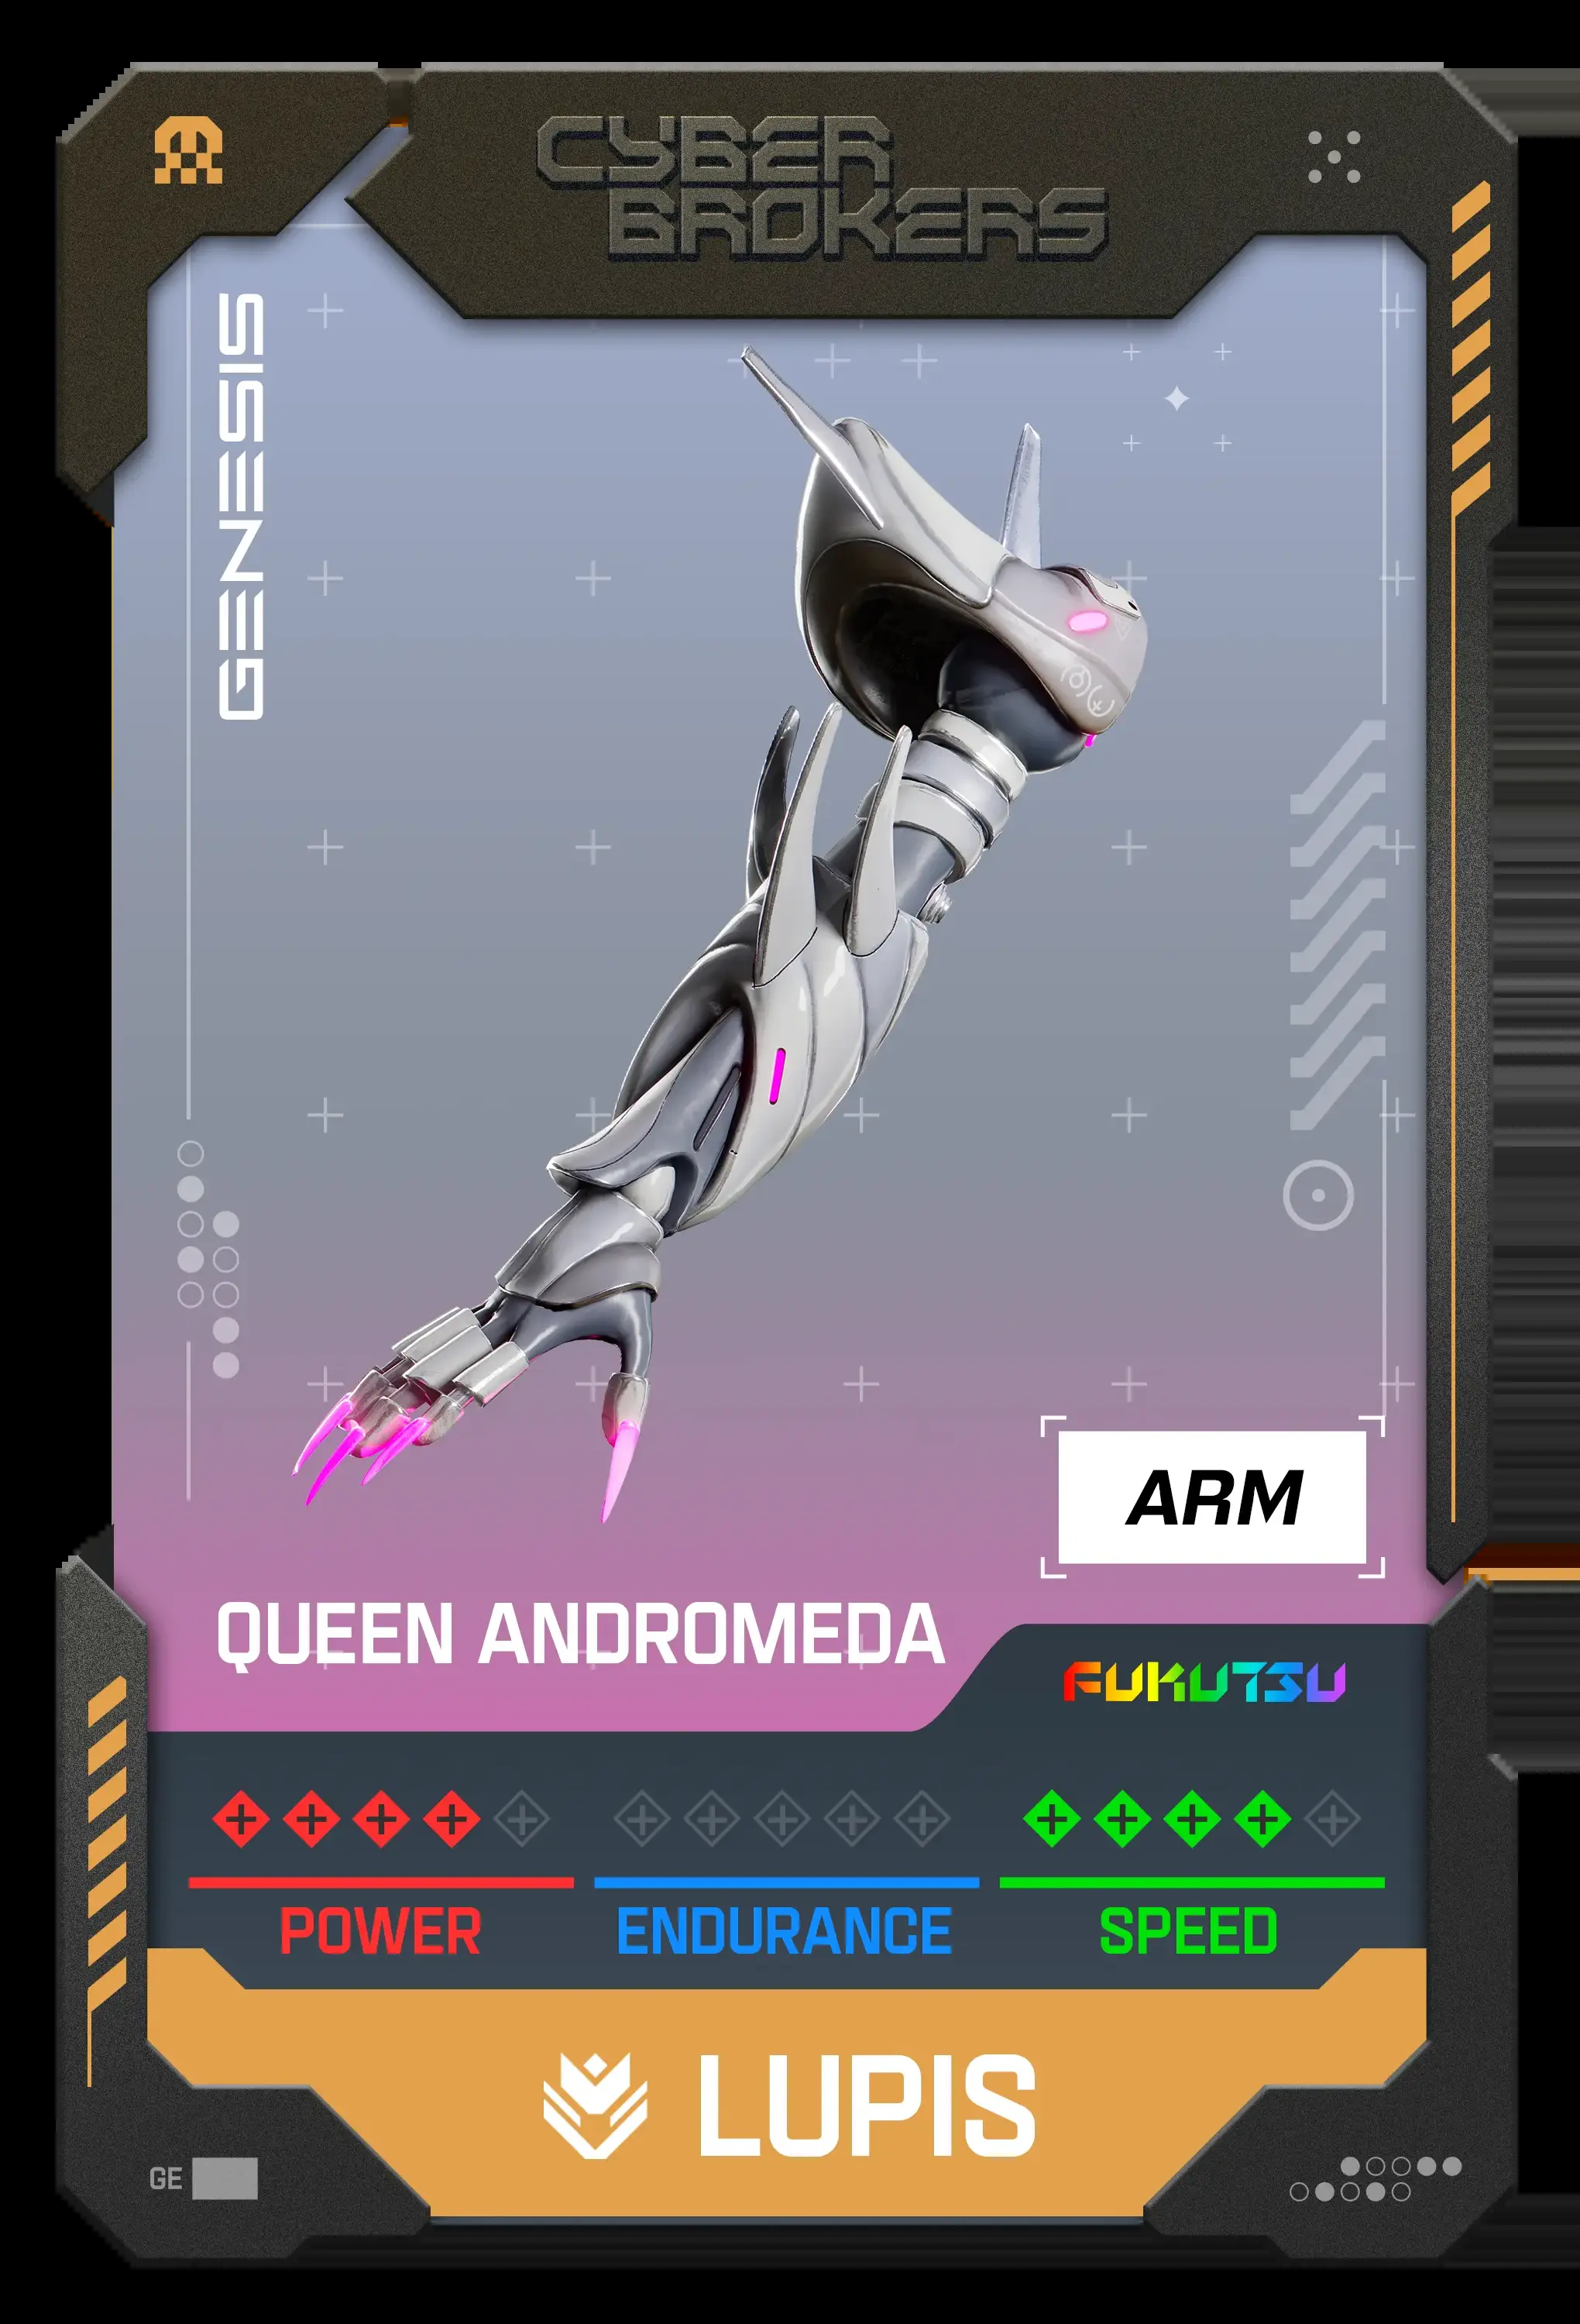 CYBER
BROKERS
GENESIS
ARM
QUEEN ANDROMEDA
FUKUTSU
POWER
ENDURANCE
SPEED
LUPIS
GE